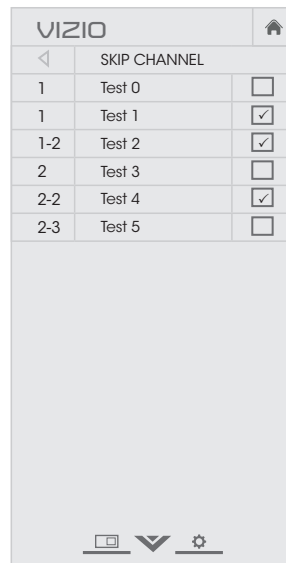 VIZIO
SKIP CHANNEL
1 Test 0
1 Test 1
1-2 Test 2
2 Test 3
2-2 Test 4
2-3 Test 5